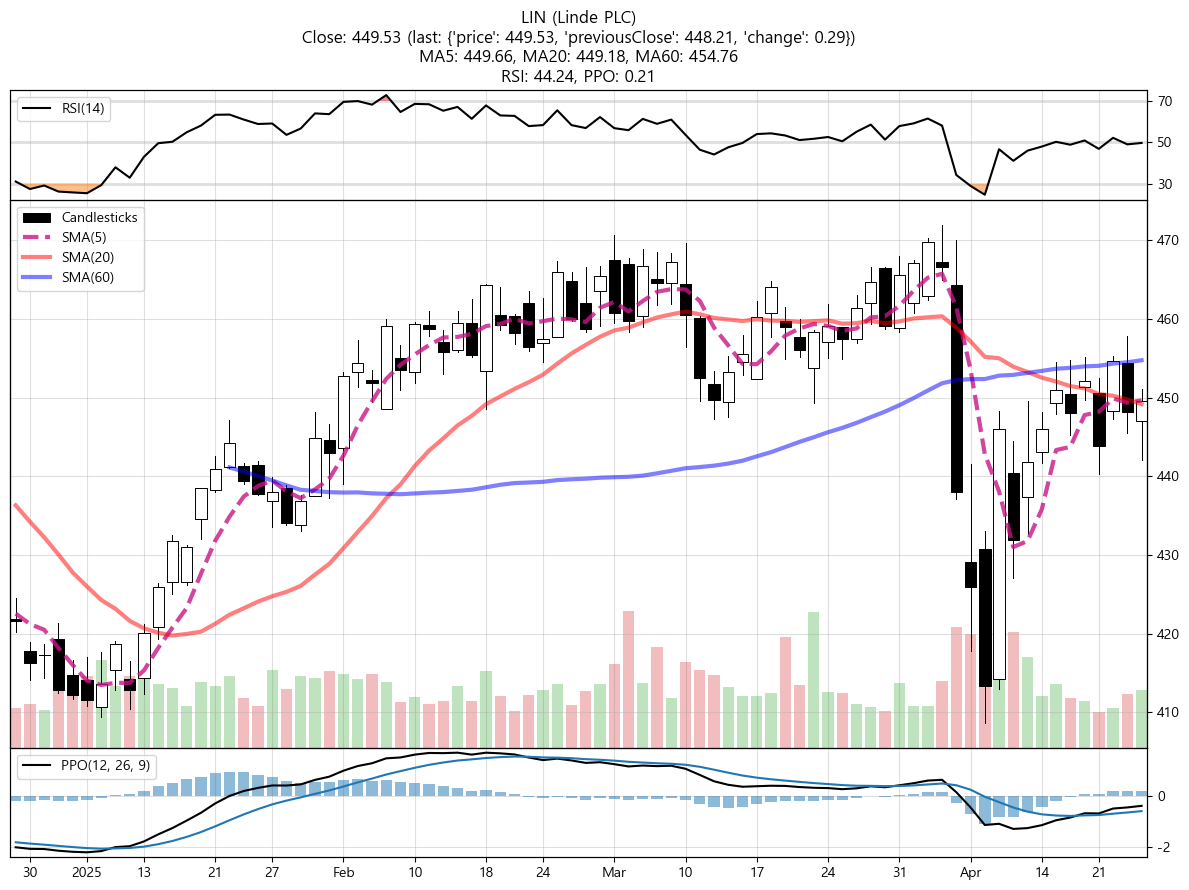 LIN (Linde PLC)
Close: 449.53 (last: {'price': 449.53, 'previousClose': 448.21, 'change': 0.29})
MA5: 449.66, MA20: 449.18, MA60: 454.76
RSI: 44.24, PPO: 0.21
RSI(14)
70
50
30
Candlesticks
SMA(5)
SMA(20)
SMA(60)
470
460
450
440
430
420
410
PPO(12, 26, 9)
0
-2
30 2025 13 21 27 Feb 10 18 24 Mar 10 17 24 31 Apr 14 21